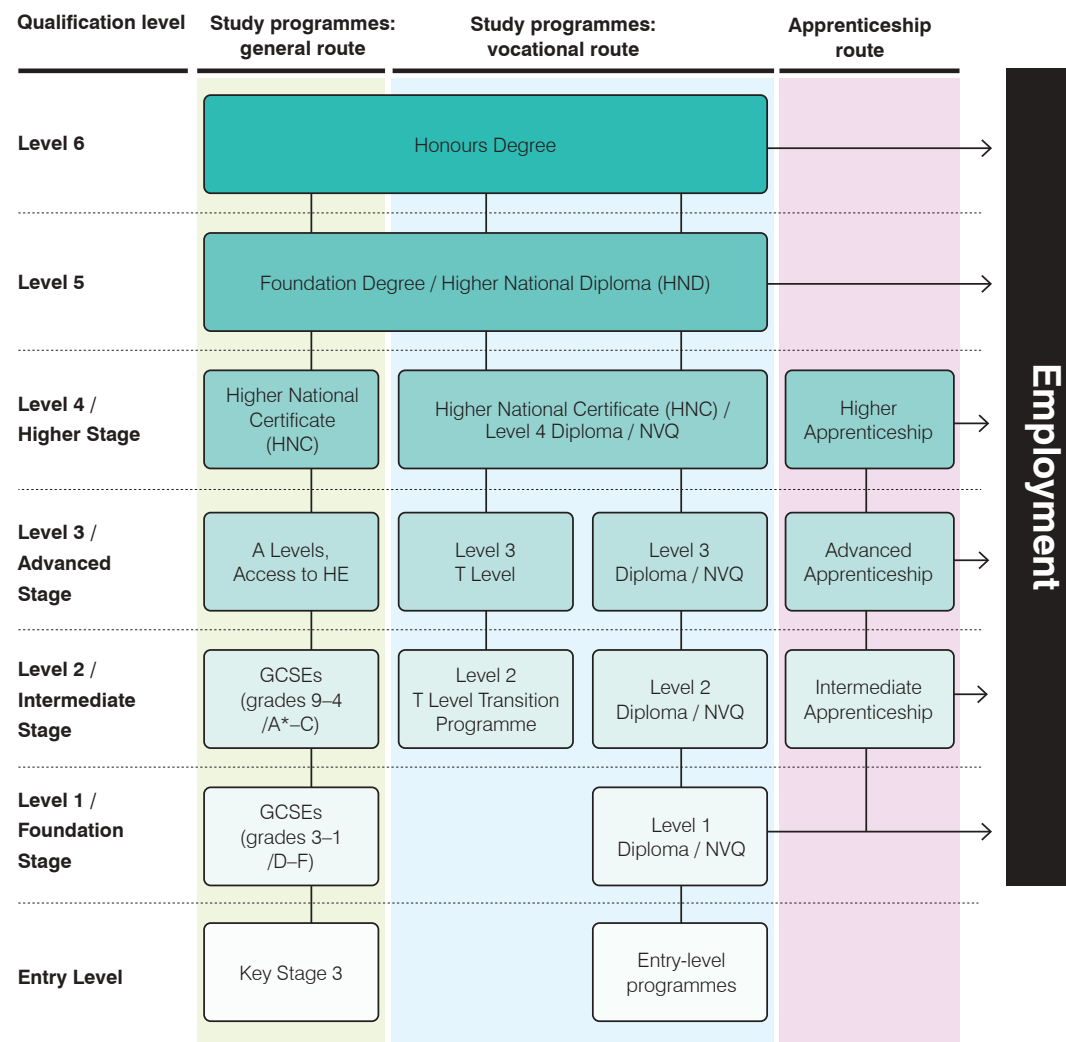 Qualification level
Study programmes:
general route
Study programmes:
vocational route
Apprenticeship
route
Level 6
Honours Degree
Level 5
Foundation Degree / Higher National Diploma (HND)
Level 4 /
Higher Stage
Higher National
Certificate
(HNC)
Higher National Certificate (HNC) /
Level 4 Diploma / NVQ
Higher
Apprenticeship
Level 3 /
Advanced
Stage
A Levels,
Access to HE
Level 3
T Level
Level 3
Diploma / NVQ
Advanced
Apprenticeship
Level 2 /
Intermediate
Stage
GCSEs
(grades 9–4
/A*–C)
Level 2
T Level Transition
Programme
Level 2
Diploma / NVQ
Intermediate
Apprenticeship
Level 1 /
Foundation
Stage
GCSEs
(grades 3–1
/D–F)
Level 1
Diploma / NVQ
Entry Level
Key Stage 3
Entry-level
programmes
Employment